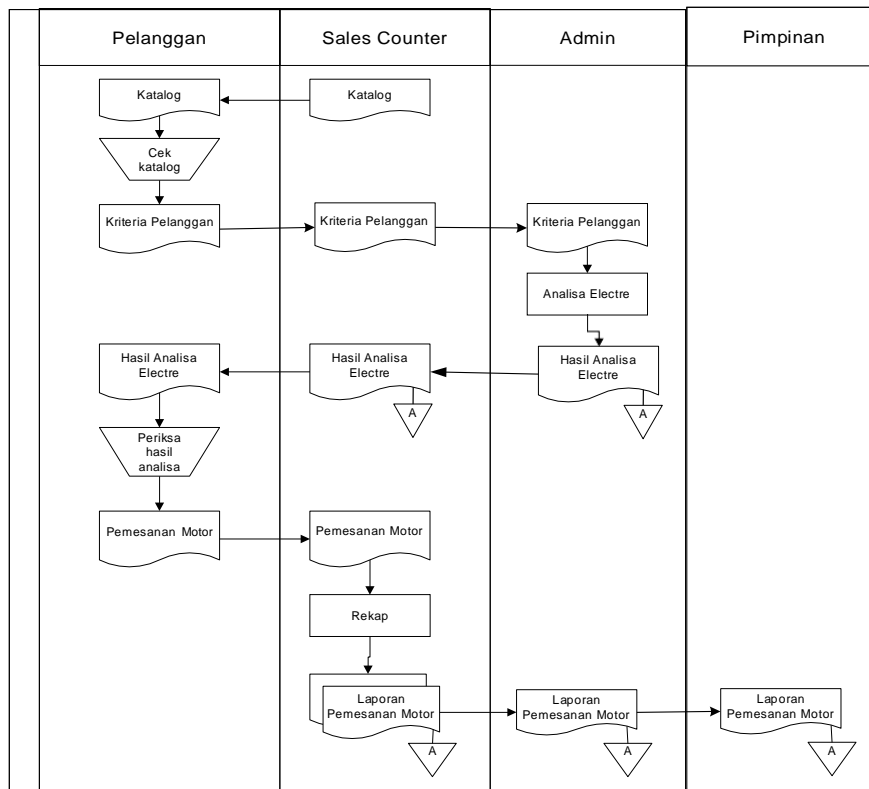 Pelanggan
Sales Counter
Admin
Pimpinan
Katalog
Katalog
Cek
katalog
Kriteria Pelanggan
Kriteria Pelanggan
Kriteria Pelanggan
Analisa Electre
Hasil Analisa
Electre
Hasil Analisa
Electre
Hasil Analisa
Electre
A
A
Periksa
hasil
analisa
Pemesanan Motor
Pemesanan Motor
Rekap
Laporan
Pemesanan Motor
Laporan
Pemesanan Motor
Laporan
Pemesanan Motor
A
A
A